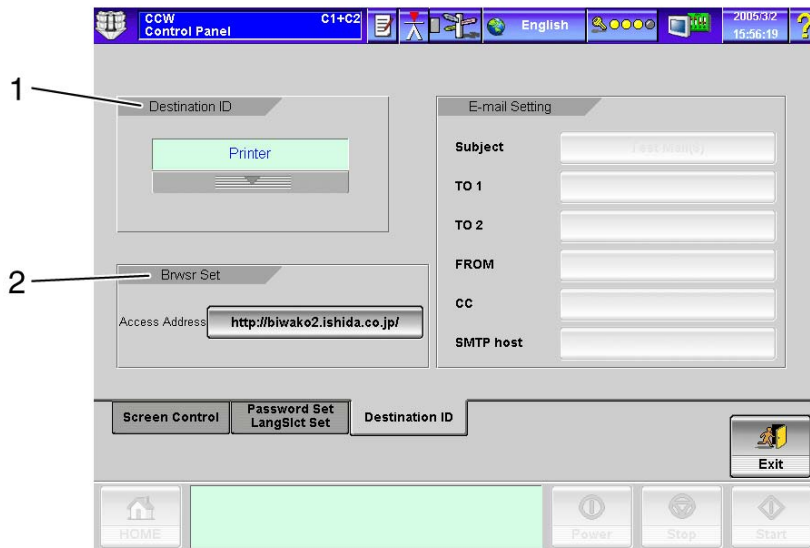 CCW C1+C2
Control Panel
English
2005/3/2
15:56:19
?
1
Destination ID
Printer
E-mail Setting
Subject Test Mail(s)
TO 1
TO 2
FROM
CC
SMTP host
2
Brwsr Set
Access Address http://biwako2.ishida.co.jp/
Screen Control
Password Set
LangSlct Set
Destination ID
Exit
HOME
Power
Stop
Start